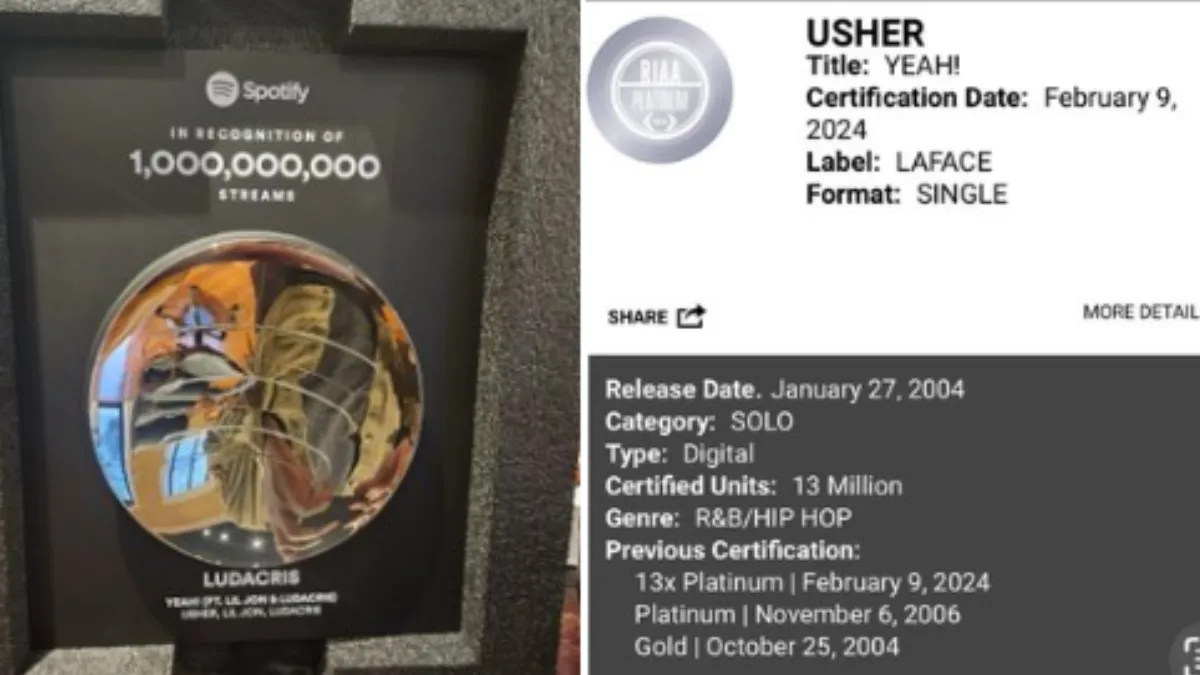 Spotify
IN RECOGNITION OF
1,000,000,000
STREAMS
LUDACRIS
YEAH! (FT. LIL JON & LUDACRIS)
USHER, LIL JON, LUDACRIS
RIAA
PLATINUM
USHER
Title: YEAH!
Certification Date: February 9,
2024
Label: LAFACE
Format: SINGLE
SHARE
MORE DETAIL
Release Date. January 27, 2004
Category: SOLO
Type: Digital
Certified Units: 13 Million
Genre: R&B/HIP HOP
Previous Certification:
13x Platinum | February 9, 2024
Platinum | November 6, 2006
Gold | October 25, 2004